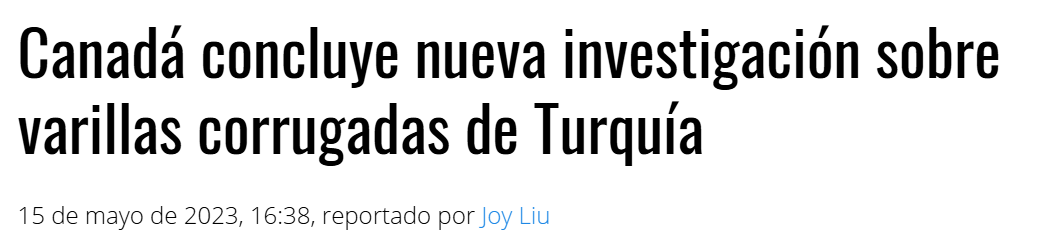 Canadá concluye nueva investigación sobre
varillas corrugadas de Turquía
15 de mayo de 2023, 16:38, reportado por Joy Liu